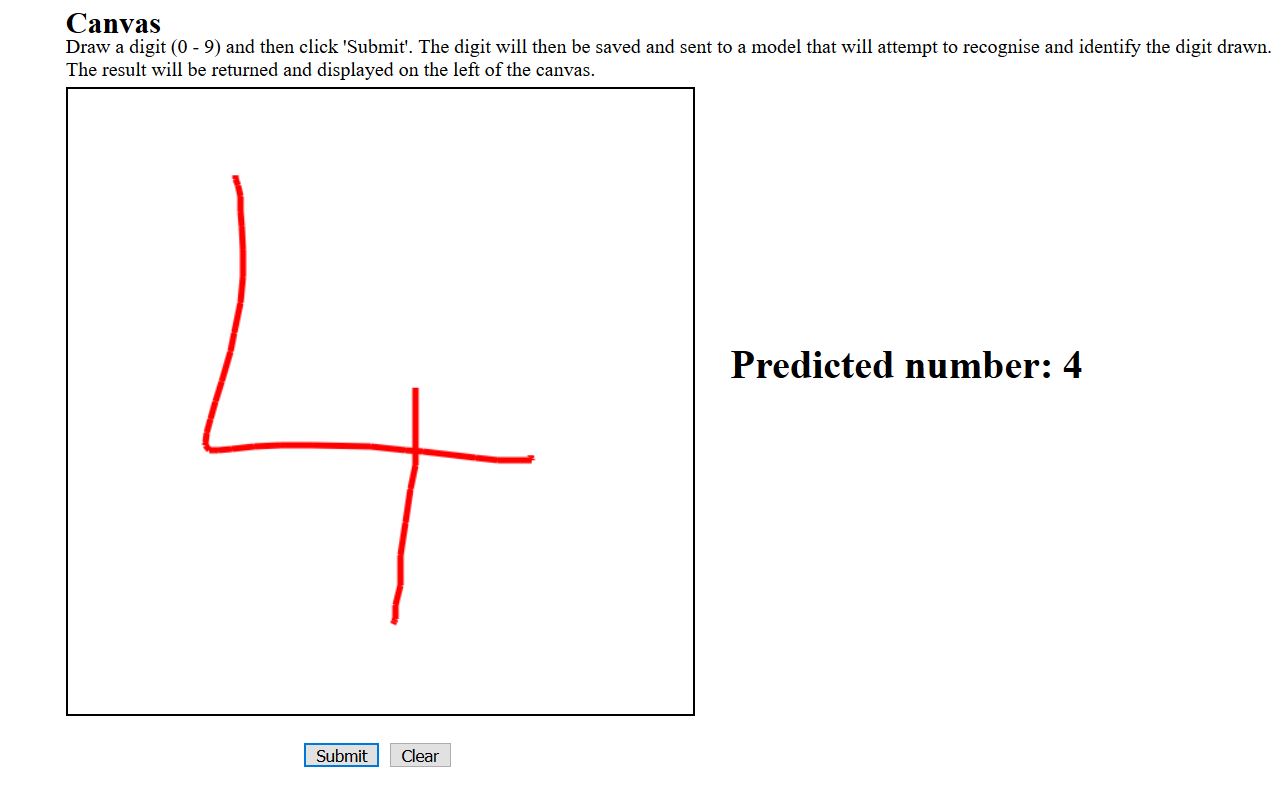 Canvas
Draw a digit (0 - 9) and then click 'Submit'. The digit will then be saved and sent to a model that will attempt to recognise and identify the digit drawn.
The result will be returned and displayed on the left of the canvas.
4
Predicted number: 4
Submit Clear